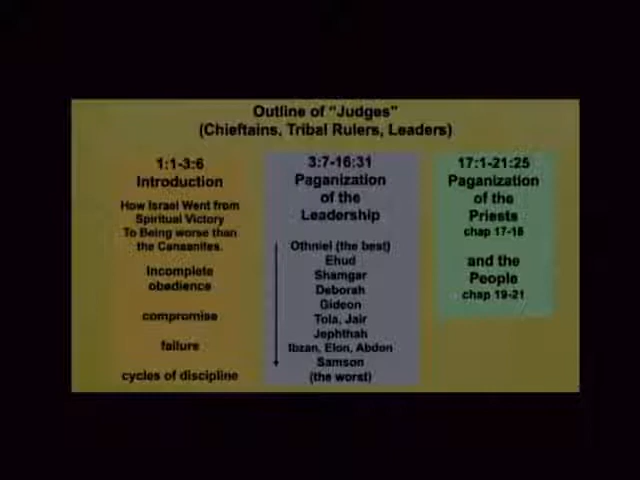 Outline of "Judges"
(Chieftains, Tribal Rulers, Leaders)
1:1-3:6
Introduction
How Israel Went from
Spiritual Victory
To Being worse than
the Canaanites.
Incomplete
obedience
compromise
failure
cycles of discipline
3:7-16:31
Paganization
of the
Leadership
Othniel (the best)
Ehud
Shamgar
Deborah
Gideon
Tola, Jair
Jephthah
Ibzan, Elon, Abdon
Samson
(the worst)
17:1-21:25
Paganization
of the
Priests
chap 17-18
and the
People
chap 19-21